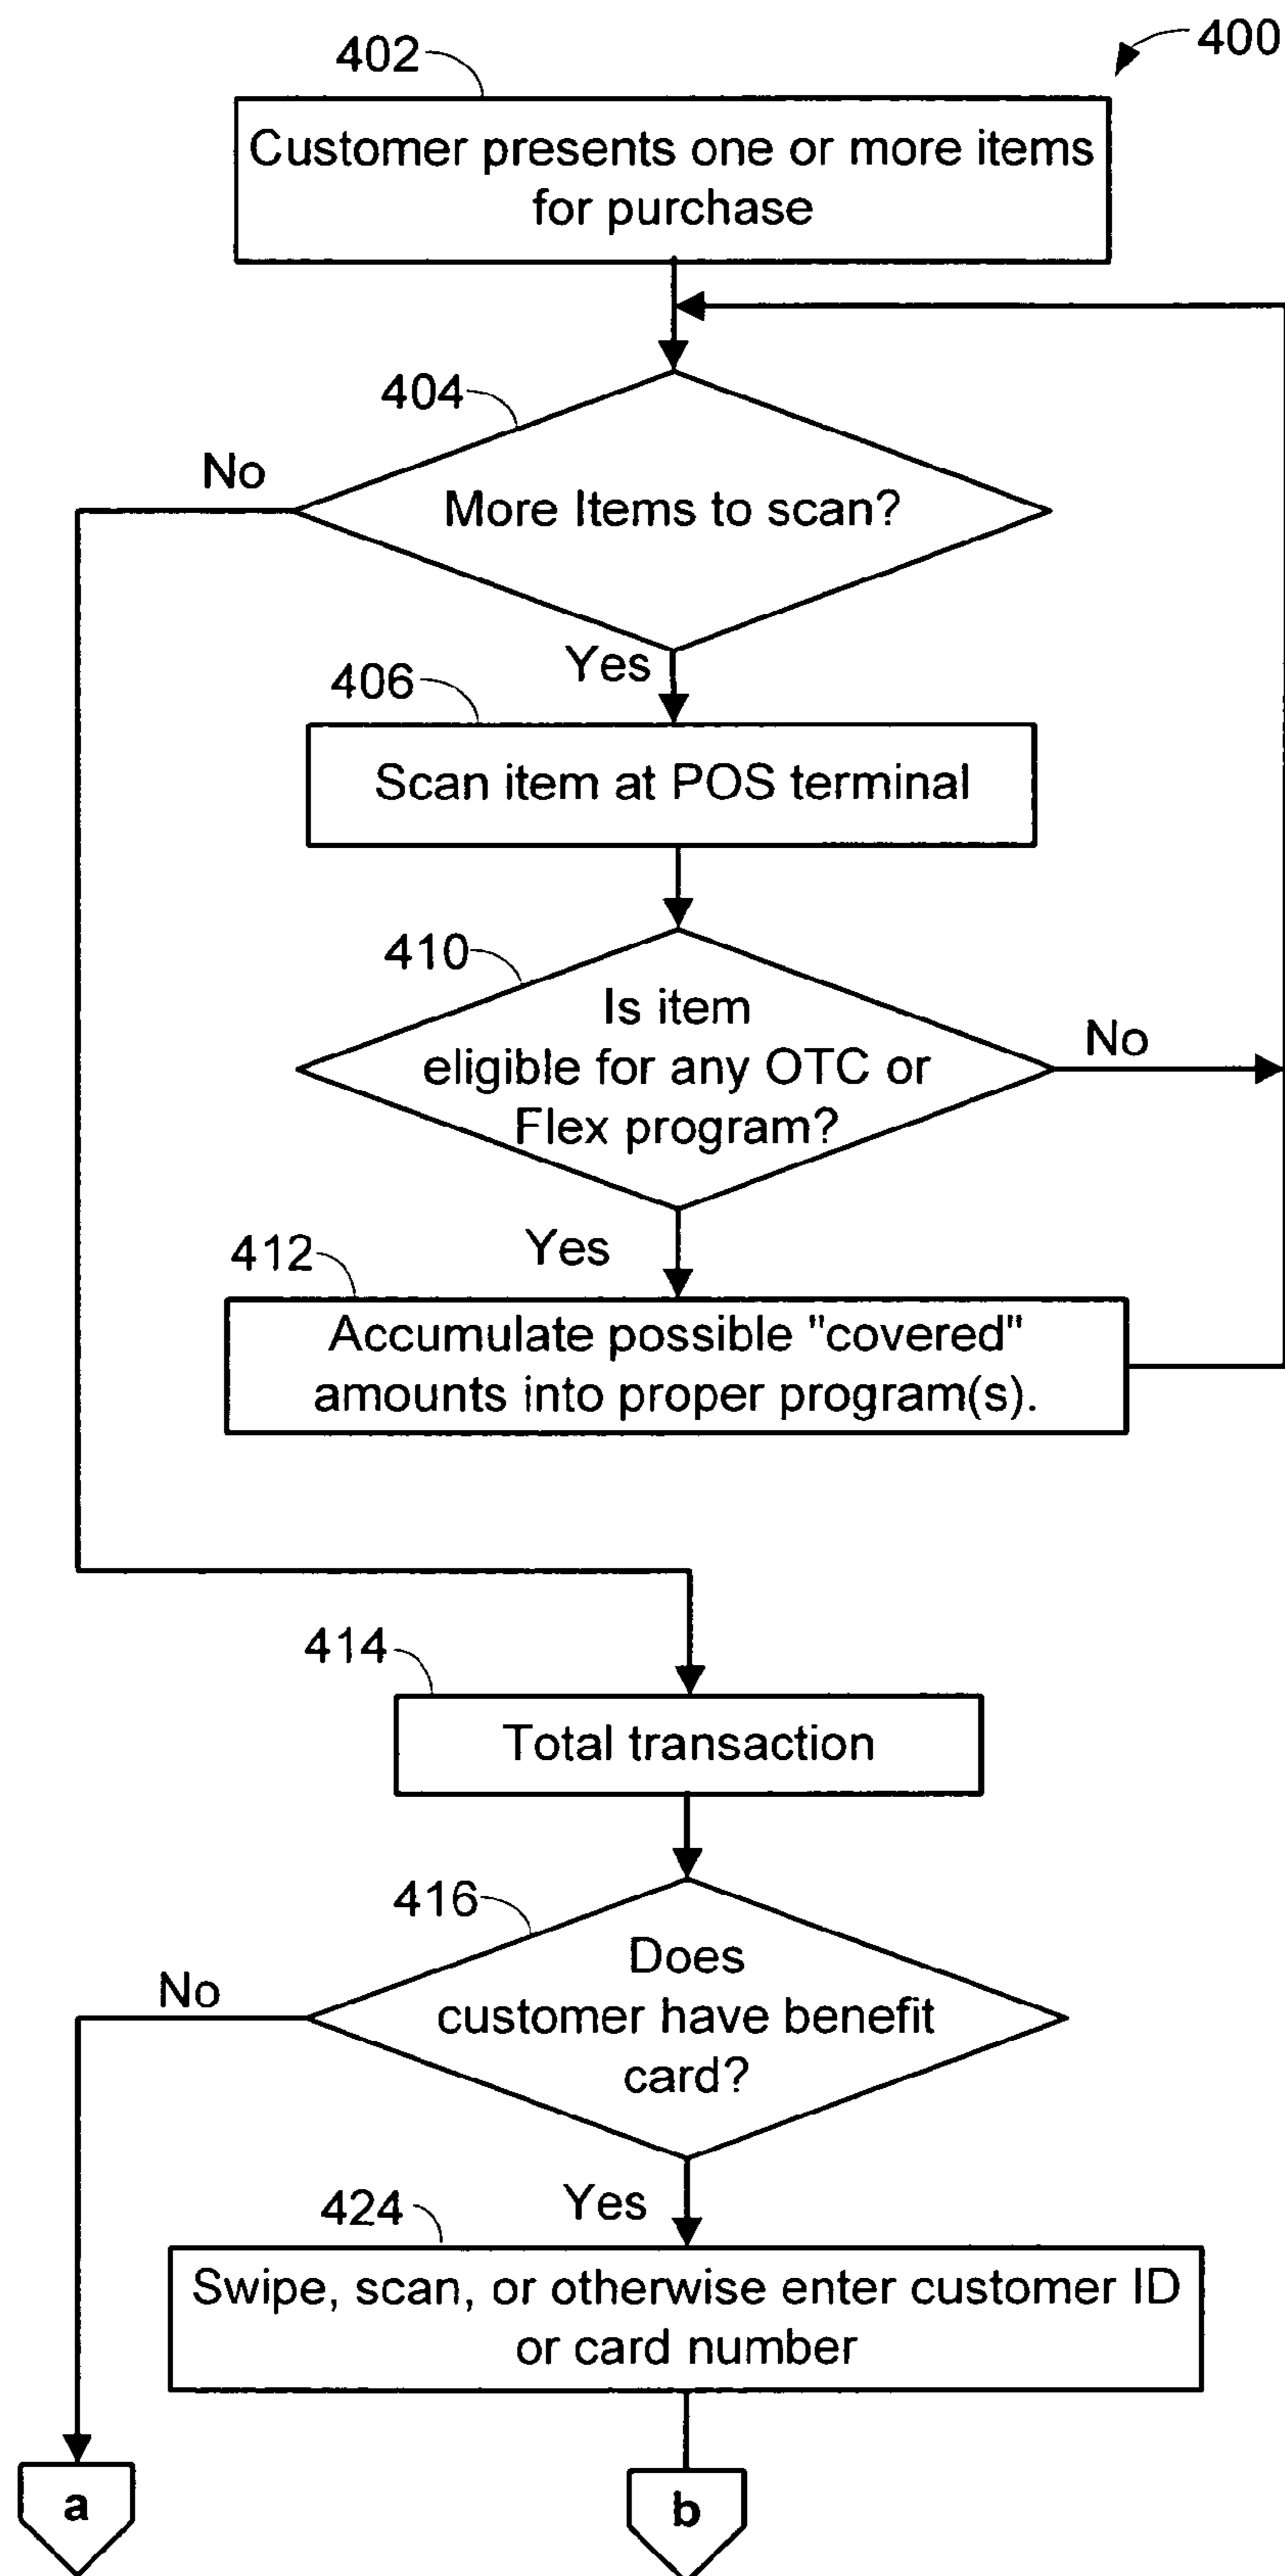 400
402
Customer presents one or more items
for purchase
404
No
More Items to scan?
Yes
406
Scan item at POS terminal
410
Is item
eligible for any OTC or
Flex program?
No
Yes
412
Accumulate possible "covered"
amounts into proper program(s).
414
Total transaction
416
Does
customer have benefit
card?
No
Yes
424
Swipe, scan, or otherwise enter customer ID
or card number
a
b